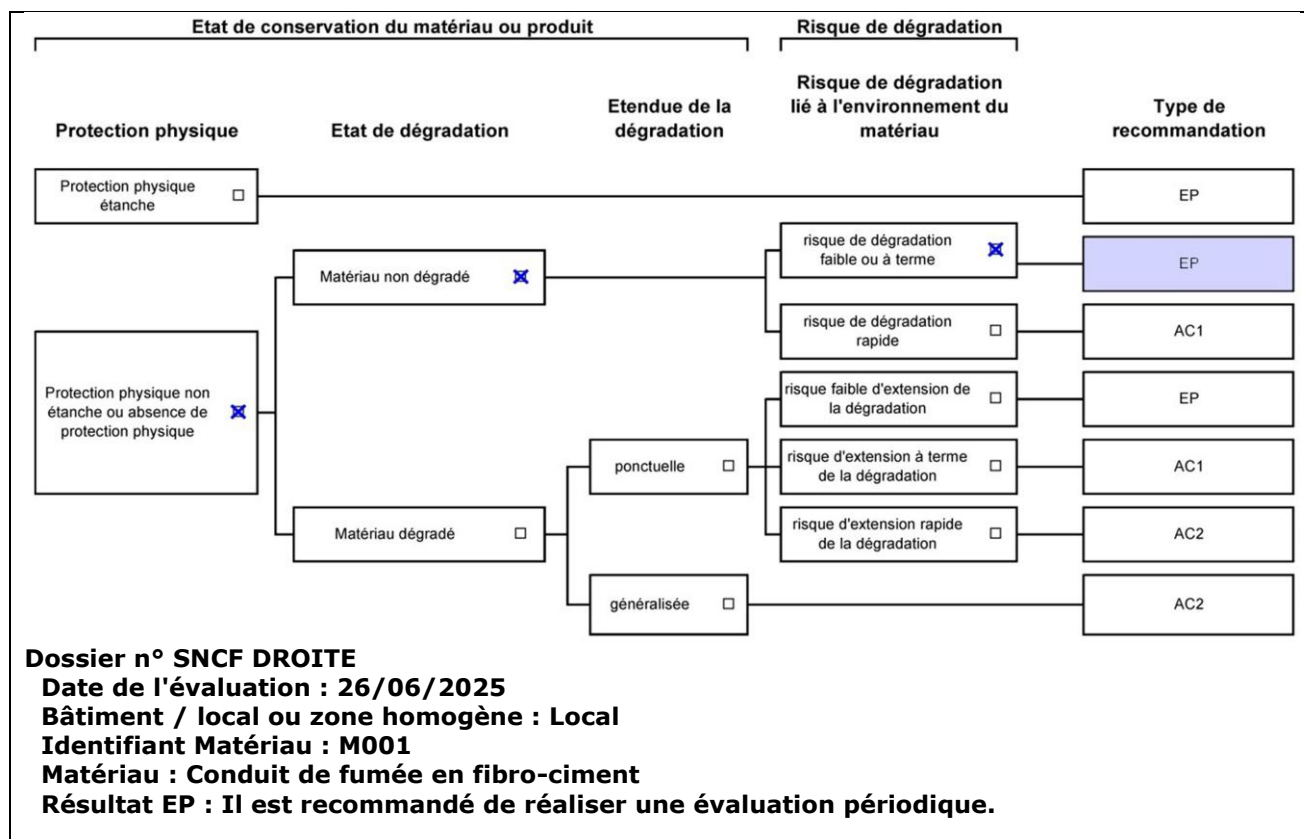 Etat de conservation du matériau ou produit
Risque de dégradation
Protection physique
Etat de dégradation
Etendue de la
dégradation
Risque de dégradation
lié à l'environnement du
matériau
Type de
recommandation
Protection physique
étanche
EP
Protection physique non
étanche ou absence de
protection physique
Matériau non dégradé
risque de dégradation
faible ou à terme
EP
risque de dégradation
rapide
AC1
Matériau dégradé
ponctuelle
risque faible d'extension de
la dégradation
EP
risque d'extension à terme
de la dégradation
AC1
risque d'extension rapide
de la dégradation
AC2
généralisée
AC2
Dossier n° SNCF DROITE
Date de l'évaluation : 26/06/2025
Bâtiment / local ou zone homogène : Local
Identifiant Matériau : M001
Matériau : Conduit de fumée en fibro-ciment
Résultat EP : Il est recommandé de réaliser une évaluation périodique.